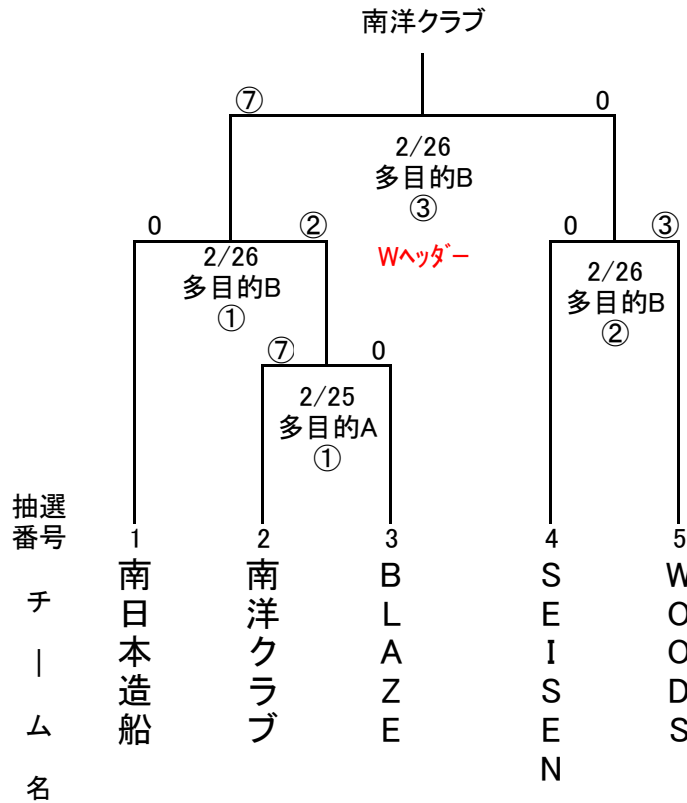 南洋クラブ
⑦ 0
2/26
多目的B
③
Wヘッダー
0 ②
2/26
多目的B
①
0 ③
2/26
多目的B
②
⑦ 0
2/25
多目的A
①
抽選
番号
1 2 3 4 5
チーム名
南日本造船
南洋クラブ
BLAZE
SEISEN
WOODS